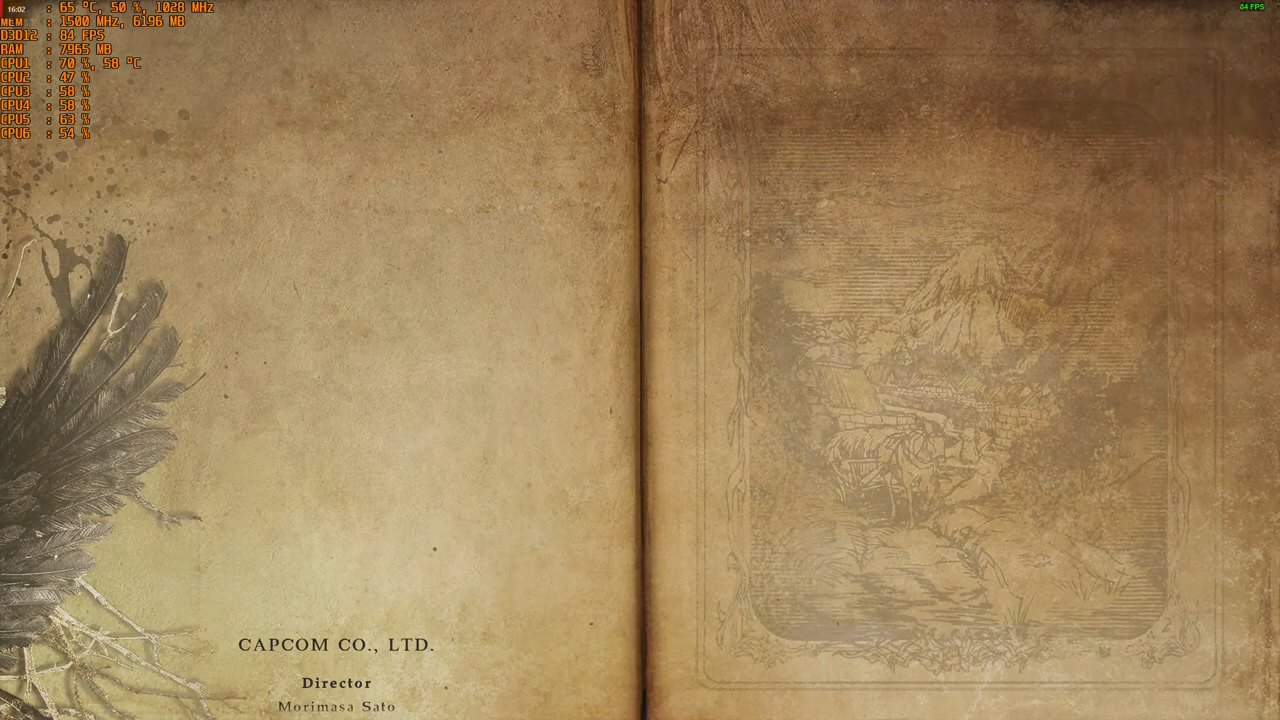 16:02 : 65 °C, 50 %, 1028 MHz
MEM : 1500 MHz, 6196 MB
D3D12 : 84 FPS
RAM : 7965 MB
CPU1 : 70 %, 58 °C
CPU2 : 47 %
CPU3 : 58 %
CPU4 : 58 %
CPU5 : 63 %
CPU6 : 54 %
84 FPS
CAPCOM CO., LTD.
Director
Morimasa Sato